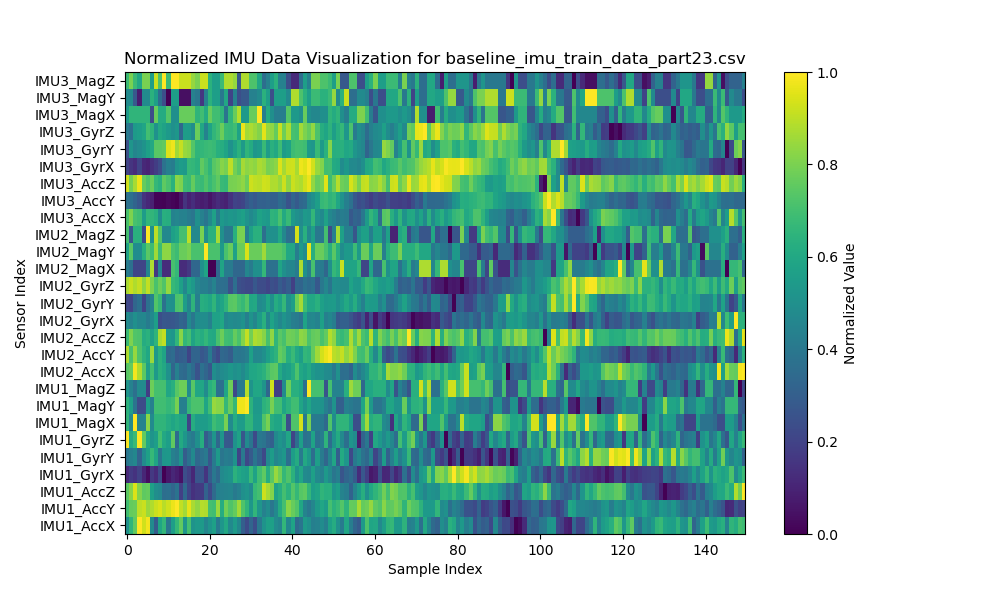 Normalized IMU Data Visualization for baseline_imu_train_data_part23.csv
IMU3_MagZ
IMU3_MagY
IMU3_MagX
IMU3_GyrZ
IMU3_GyrY
IMU3_GyrX
IMU3_AccZ
IMU3_AccY
IMU3_AccX
IMU2_MagZ
IMU2_MagY
IMU2_MagX
IMU2_GyrZ
IMU2_GyrY
IMU2_GyrX
IMU2_AccZ
IMU2_AccY
IMU2_AccX
IMU1_MagZ
IMU1_MagY
IMU1_MagX
IMU1_GyrZ
IMU1_GyrY
IMU1_GyrX
IMU1_AccZ
IMU1_AccY
IMU1_AccX
Sensor Index
0 20 40 60 80 100 120 140
Sample Index
1.0
0.8
0.6
0.4
0.2
0.0
Normalized Value